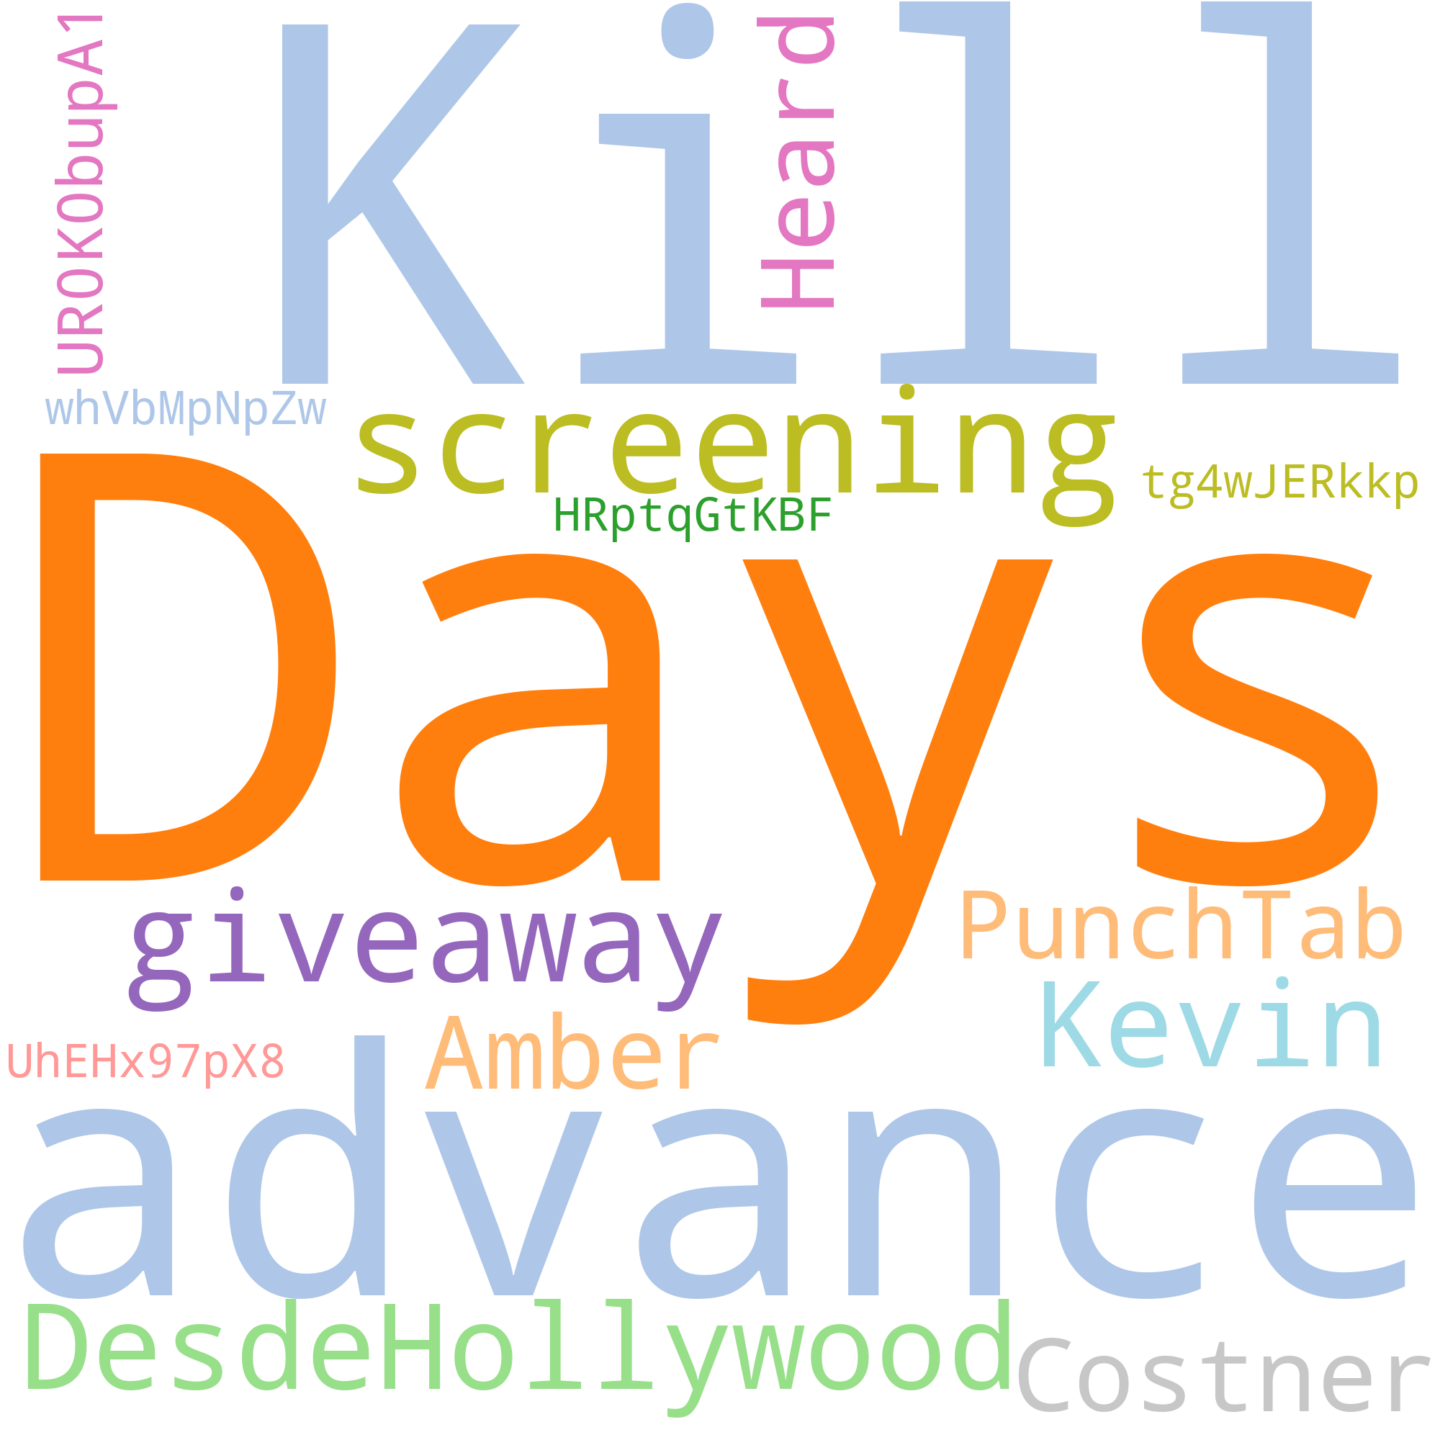 UR0K0bupA1
Kill
Heard
whVbMpNpZw
screening
tg4wJERkkp
HRptqGtKBF
Days
giveaway
PunchTab
Kevin
UhEHx97pX8
Amber
advance
DesdeHollywood
Costner